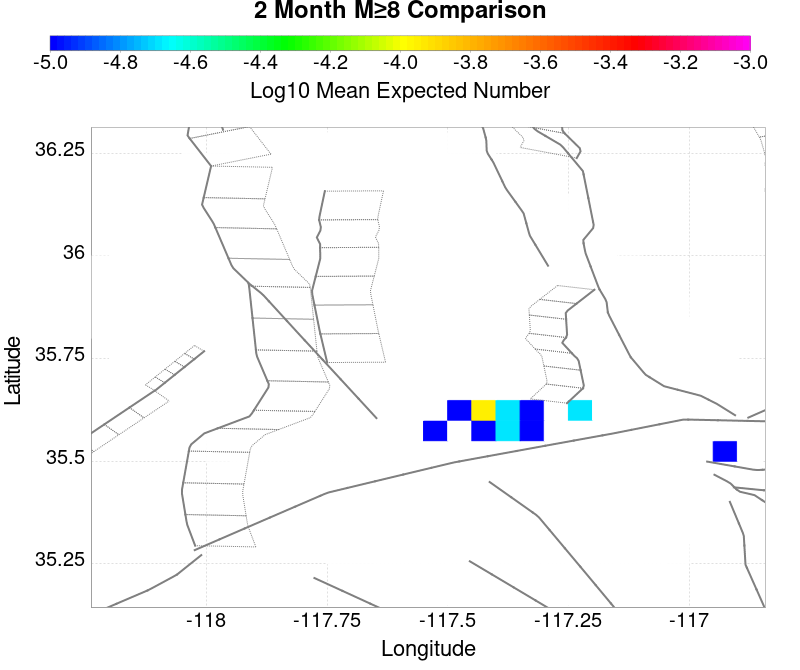 2 Month M≥8 Comparison
-5.0 -4.8 -4.6 -4.4 -4.2 -4.0 -3.8 -3.6 -3.4 -3.2 -3.0
Log10 Mean Expected Number
36.25
36
35.75
35.5
35.25
Latitude
-118 -117.75 -117.5 -117.25 -117
Longitude